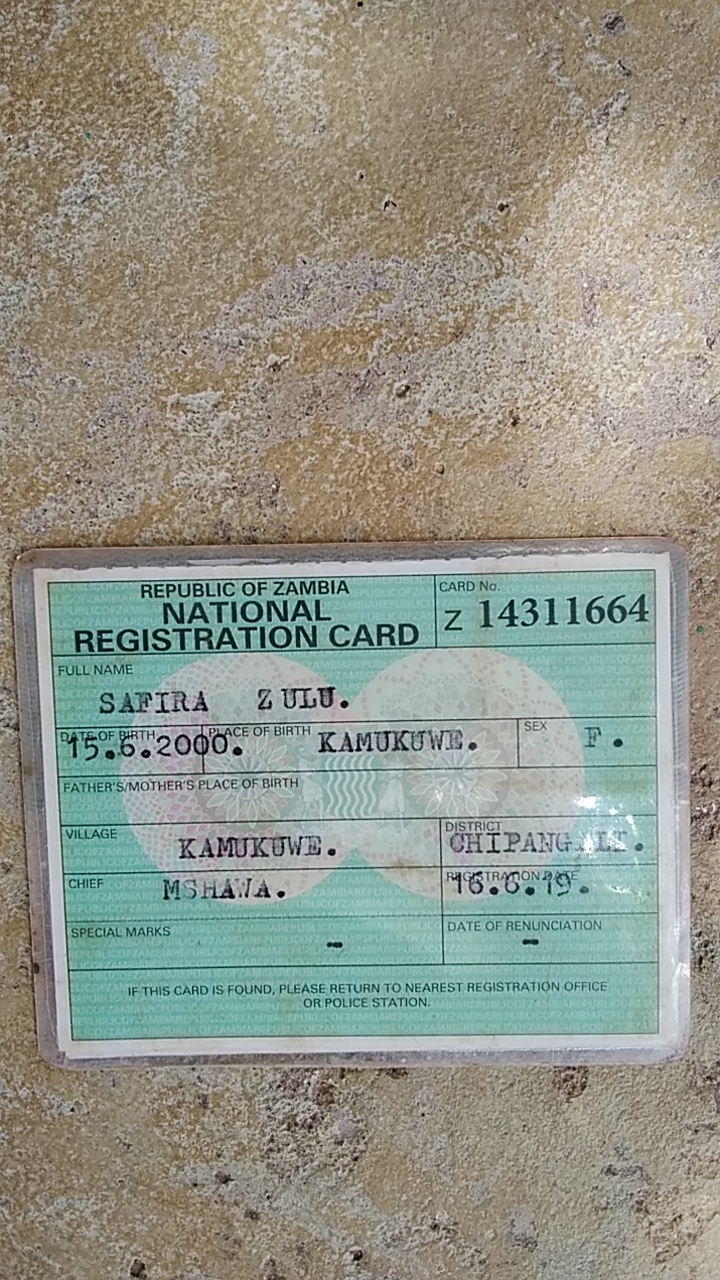 REPUBLIC OF ZAMBIA
NATIONAL
REGISTRATION CARD
CARD No.
Z 14311664
FULL NAME
SAFIRA ZULU.
DATE OF BIRTH
15.6.2000.
PLACE OF BIRTH
KAMUKUWE.
SEX
F.
FATHER'S/MOTHER'S PLACE OF BIRTH
VILLAGE
KAMUKUWE.
DISTRICT
CHIEF
MSHAWA.
REGISTRATION DATE
16.6.19.
SPECIAL MARKS
-
DATE OF RENUNCIATION
-
IF THIS CARD IS FOUND, PLEASE RETURN TO NEAREST REGISTRATION OFFICE
OR POLICE STATION.